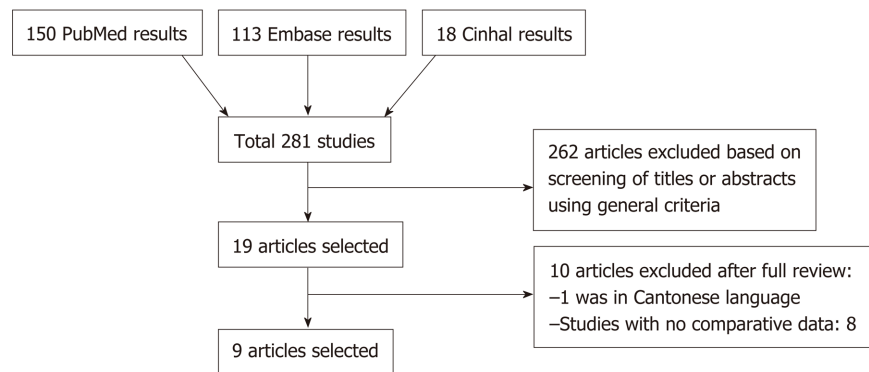 150 PubMed results
113 Embase results
18 Cinhal results
Total 281 studies
262 articles excluded based on
screening of titles or abstracts
using general criteria
19 articles selected
10 articles excluded after full review:
–1 was in Cantonese language
–Studies with no comparative data: 8
9 articles selected